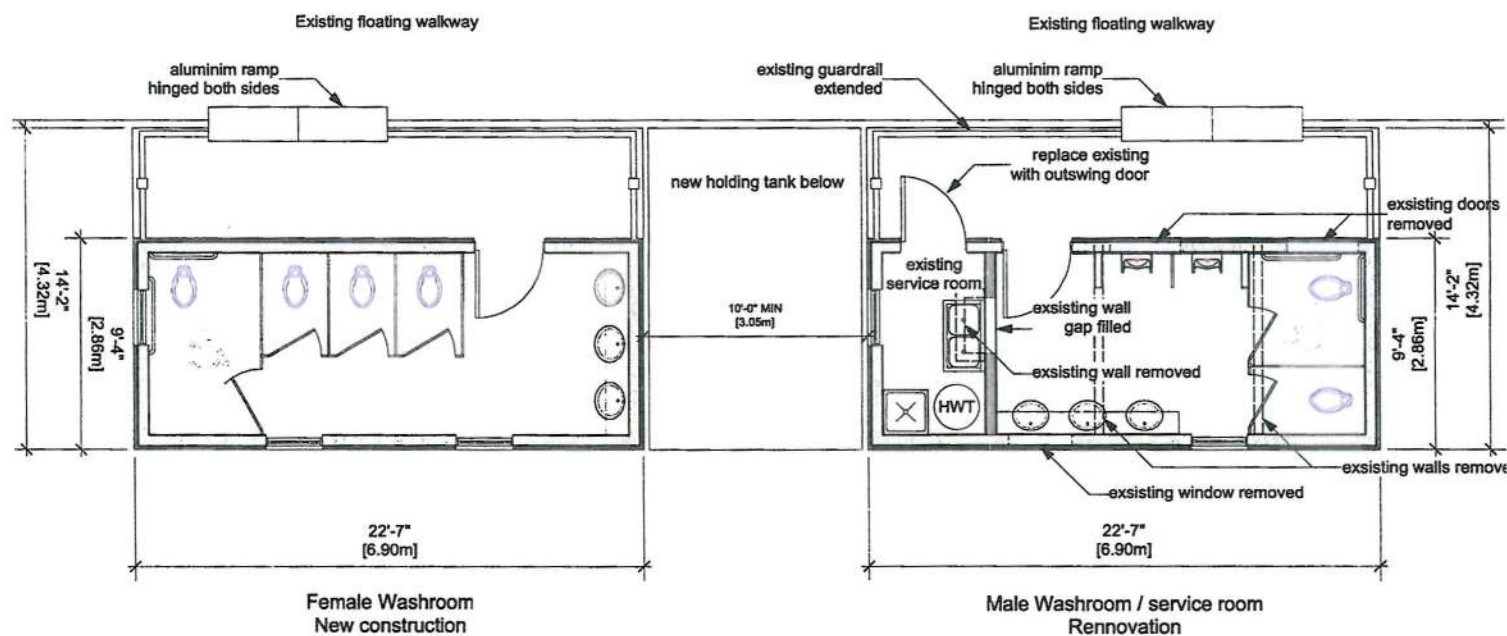 Existing floating walkway
Existing floating walkway
aluminim ramp
hinged both sides
existing guardrail
extended
aluminim ramp
hinged both sides
new holding tank below
replace existing
with outswing door
exsisting doors
removed
existing
service room
14'-2"
[4.32m]
9'-4"
[2.86m]
10'-0" MIN
[3.05m]
existing wall
gap filled
9'-4"
[2.86m]
14'-2"
[4.32m]
exsisting wall removed
HWT
exsisting walls remove
exsisting window removed
22'-7"
[6.90m]
22'-7"
[6.90m]
Female Washroom
New construction
Male Washroom / service room
Rennovation